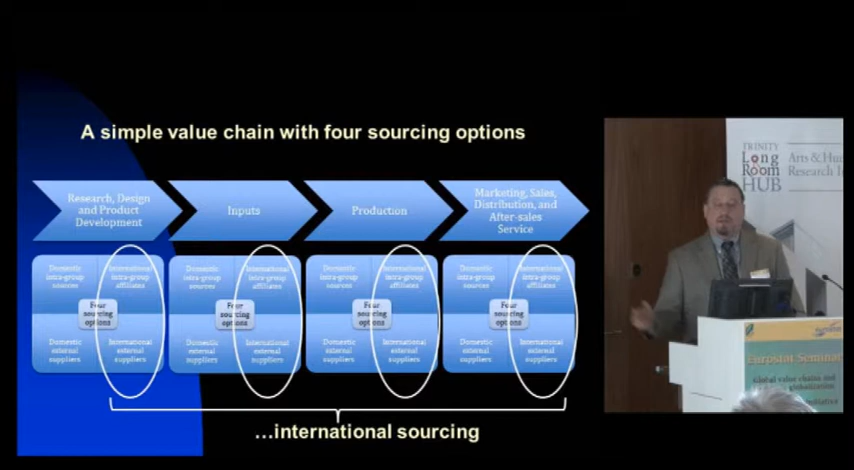 A simple value chain with four sourcing options
Research, Design
and Product
Development
Inputs
Production
Marketing, Sales,
Distribution, and
After-sales
Service
Domestic
intra-group
sources
International
intra-group
affiliates
Four
sourcing
options
Domestic
external
suppliers
International
external
suppliers
Domestic
intra-group
sources
International
intra-group
affiliates
Four
sourcing
options
Domestic
external
suppliers
International
external
suppliers
Domestic
intra-group
sources
International
intra-group
affiliates
Four
sourcing
options
Domestic
external
suppliers
International
external
suppliers
Domestic
intra-group
sources
International
intra-group
affiliates
Four
sourcing
options
Domestic
external
suppliers
International
external
suppliers
...international sourcing
TRINITY
Long
Room
HUB
Arts & Hu
Research In
Eurostat Seminar
Global value chains and
globalization